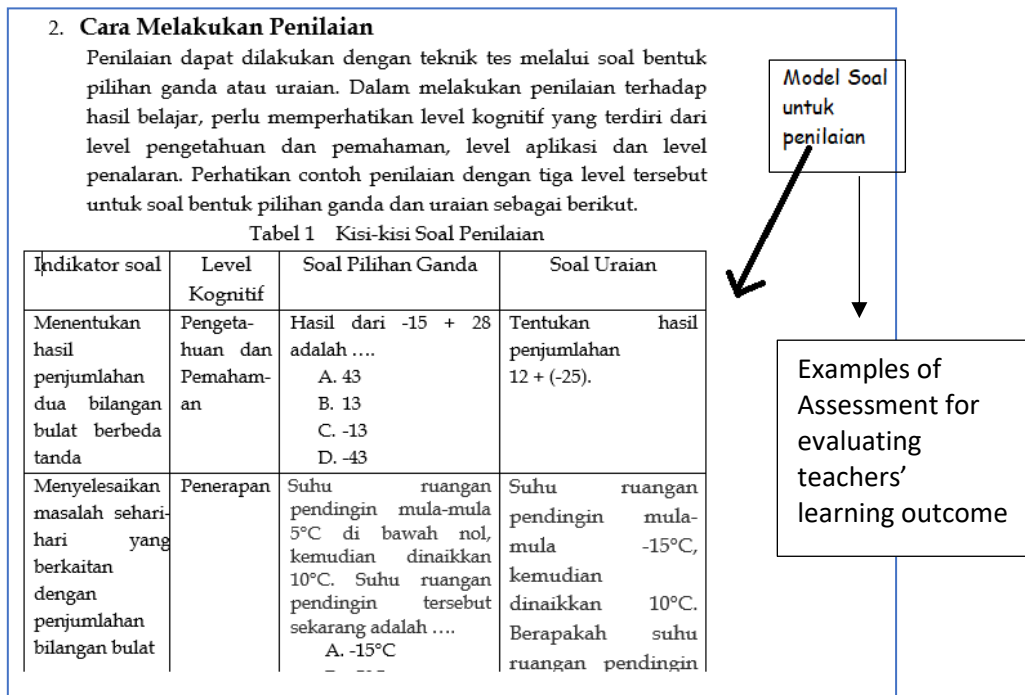 2. Cara Melakukan Penilaian
Penilaian dapat dilakukan dengan teknik tes melalui soal bentuk
pilihan ganda atau uraian. Dalam melakukan penilaian terhadap
hasil belajar, perlu memperhatikan level kognitif yang terdiri dari
level pengetahuan dan pemahaman, level aplikasi dan level
penalaran. Perhatikan contoh penilaian dengan tiga level tersebut
untuk soal bentuk pilihan ganda dan uraian sebagai berikut.
Tabel 1 Kisi-kisi Soal Penilaian
Indikator soal
Level
Kognitif
Soal Pilihan Ganda
Soal Uraian
Menentukan
hasil
penjumlahan
dua bilangan
bulat berbeda
tanda
Pengeta-
huan dan
Pemaham-
an
Hasil dari -15 + 28
adalah ....
A. 43
B. 13
C. -13
D. -43
Tentukan hasil
penjumlahan
12 + (-25).
Menyelesaikan
masalah sehari-
hari yang
berkaitan
dengan
penjumlahan
bilangan bulat
Penerapan
Suhu ruangan
pendingin mula-mula
5°C di bawah nol,
kemudian dinaikkan
10°C. Suhu ruangan
pendingin tersebut
sekarang adalah ....
A. -15°C
Suhu ruangan
pendingin mula-
mula -15°C,
kemudian
dinaikkan 10°C.
Berapakah suhu
ruangan pendingin
Model Soal
untuk
penilaian
Examples of
Assessment for
evaluating
teachers’
learning outcome